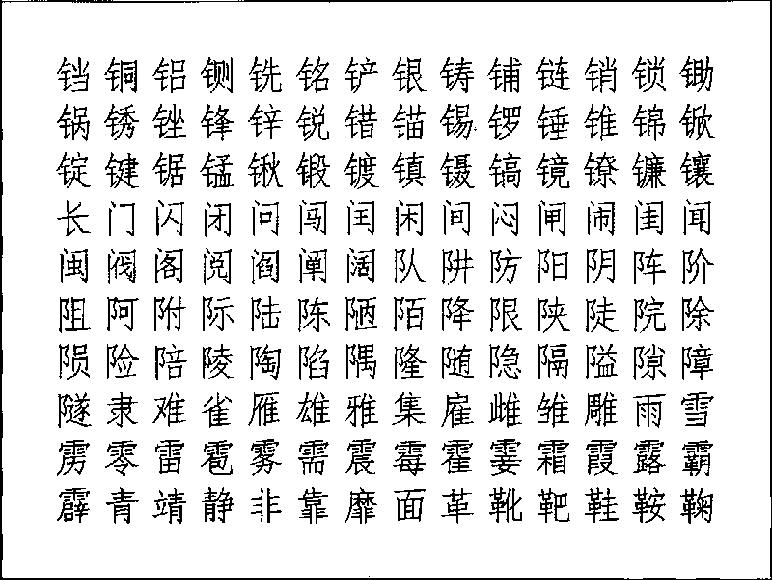 铛铜铝铡铣铭铲银铸铺链销锁锄
锅锈锉锋锌锐错锚锡锣锤锥锦锨
锭键锯锰锹锻镀镇镊镐镜镣镰镶
长门闪闭问闯闰闲间闷闸闹闺闻
闽阀阁阅阎阐阔队阱防阳阴阵阶
阻阿附际陆陈陋陌降限陕陡院除
陨险陪陵陶陷隅隆随隐隔隘隙障
隧隶难雀雁雄雅集雇雌雏雕雨雪
雳零雷雹雾需震霉霍霎霜霞露霸
霹青靖静非靠靡面革靴靶鞋鞍鞠